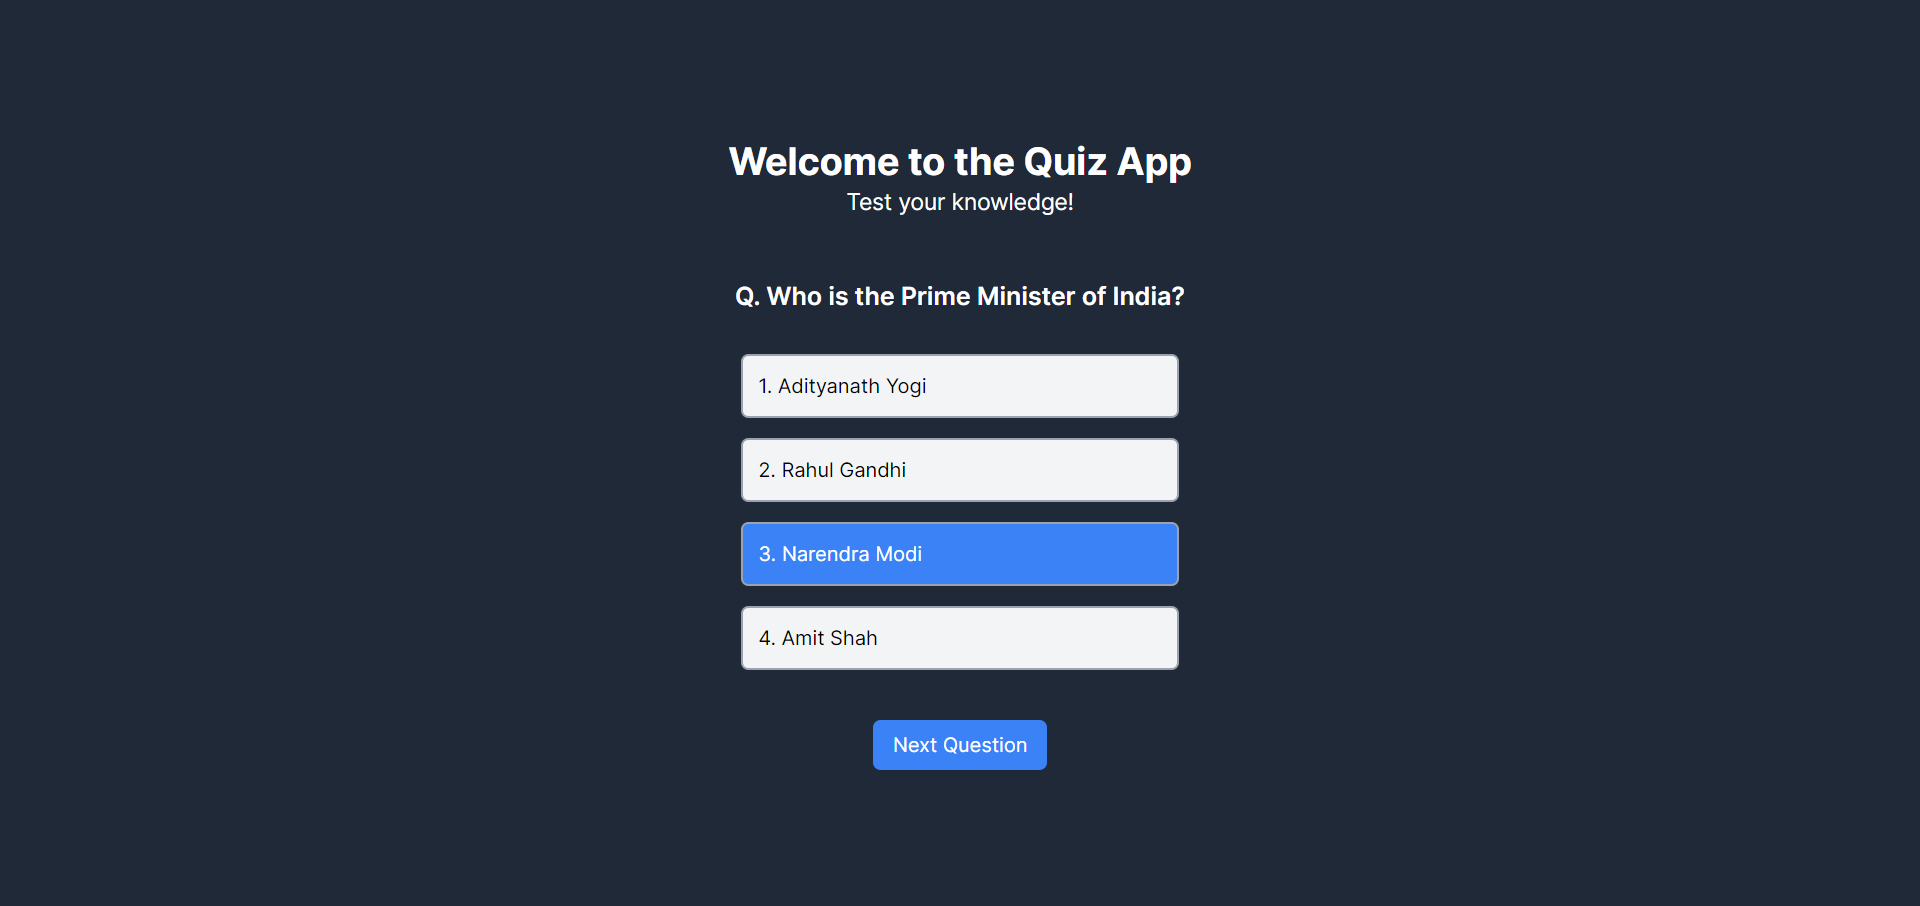 Welcome to the Quiz App
Test your knowledge!
Q. Who is the Prime Minister of India?
1. Adityanath Yogi
2. Rahul Gandhi
3. Narendra Modi
4. Amit Shah
Next Question